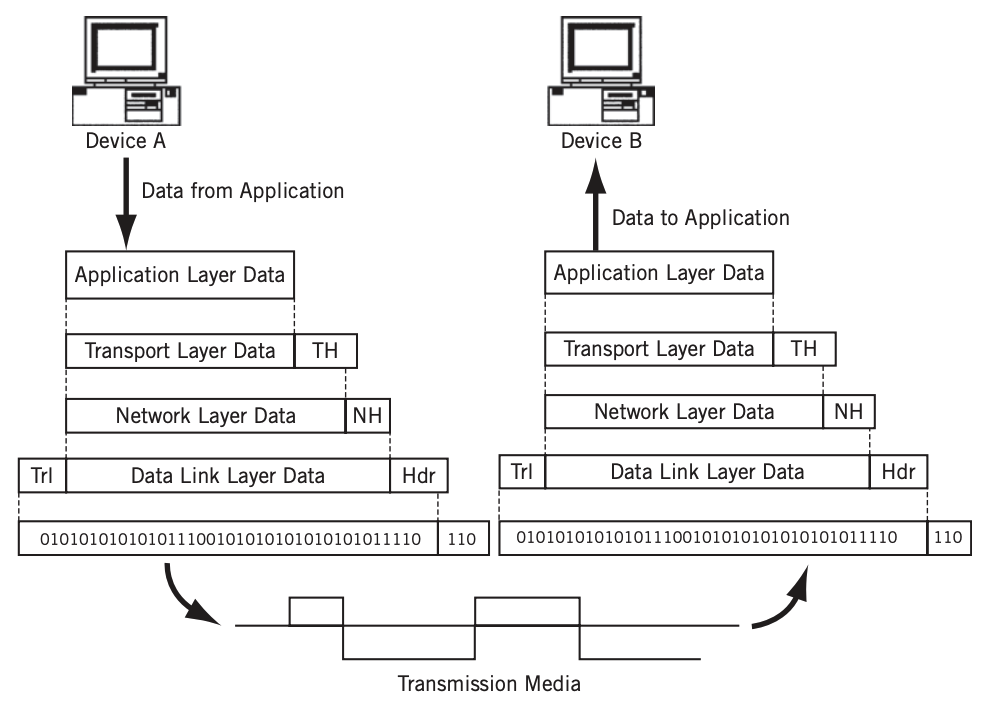 Device A
Device B
Data from Application
Data to Application
Application Layer Data
Application Layer Data
Transport Layer Data TH
Transport Layer Data TH
Network Layer Data NH
Network Layer Data NH
Trl Data Link Layer Data Hdr
Trl Data Link Layer Data Hdr
010101010101011100101010101010101011110 110
010101010101011100101010101010101011110 110
Transmission Media